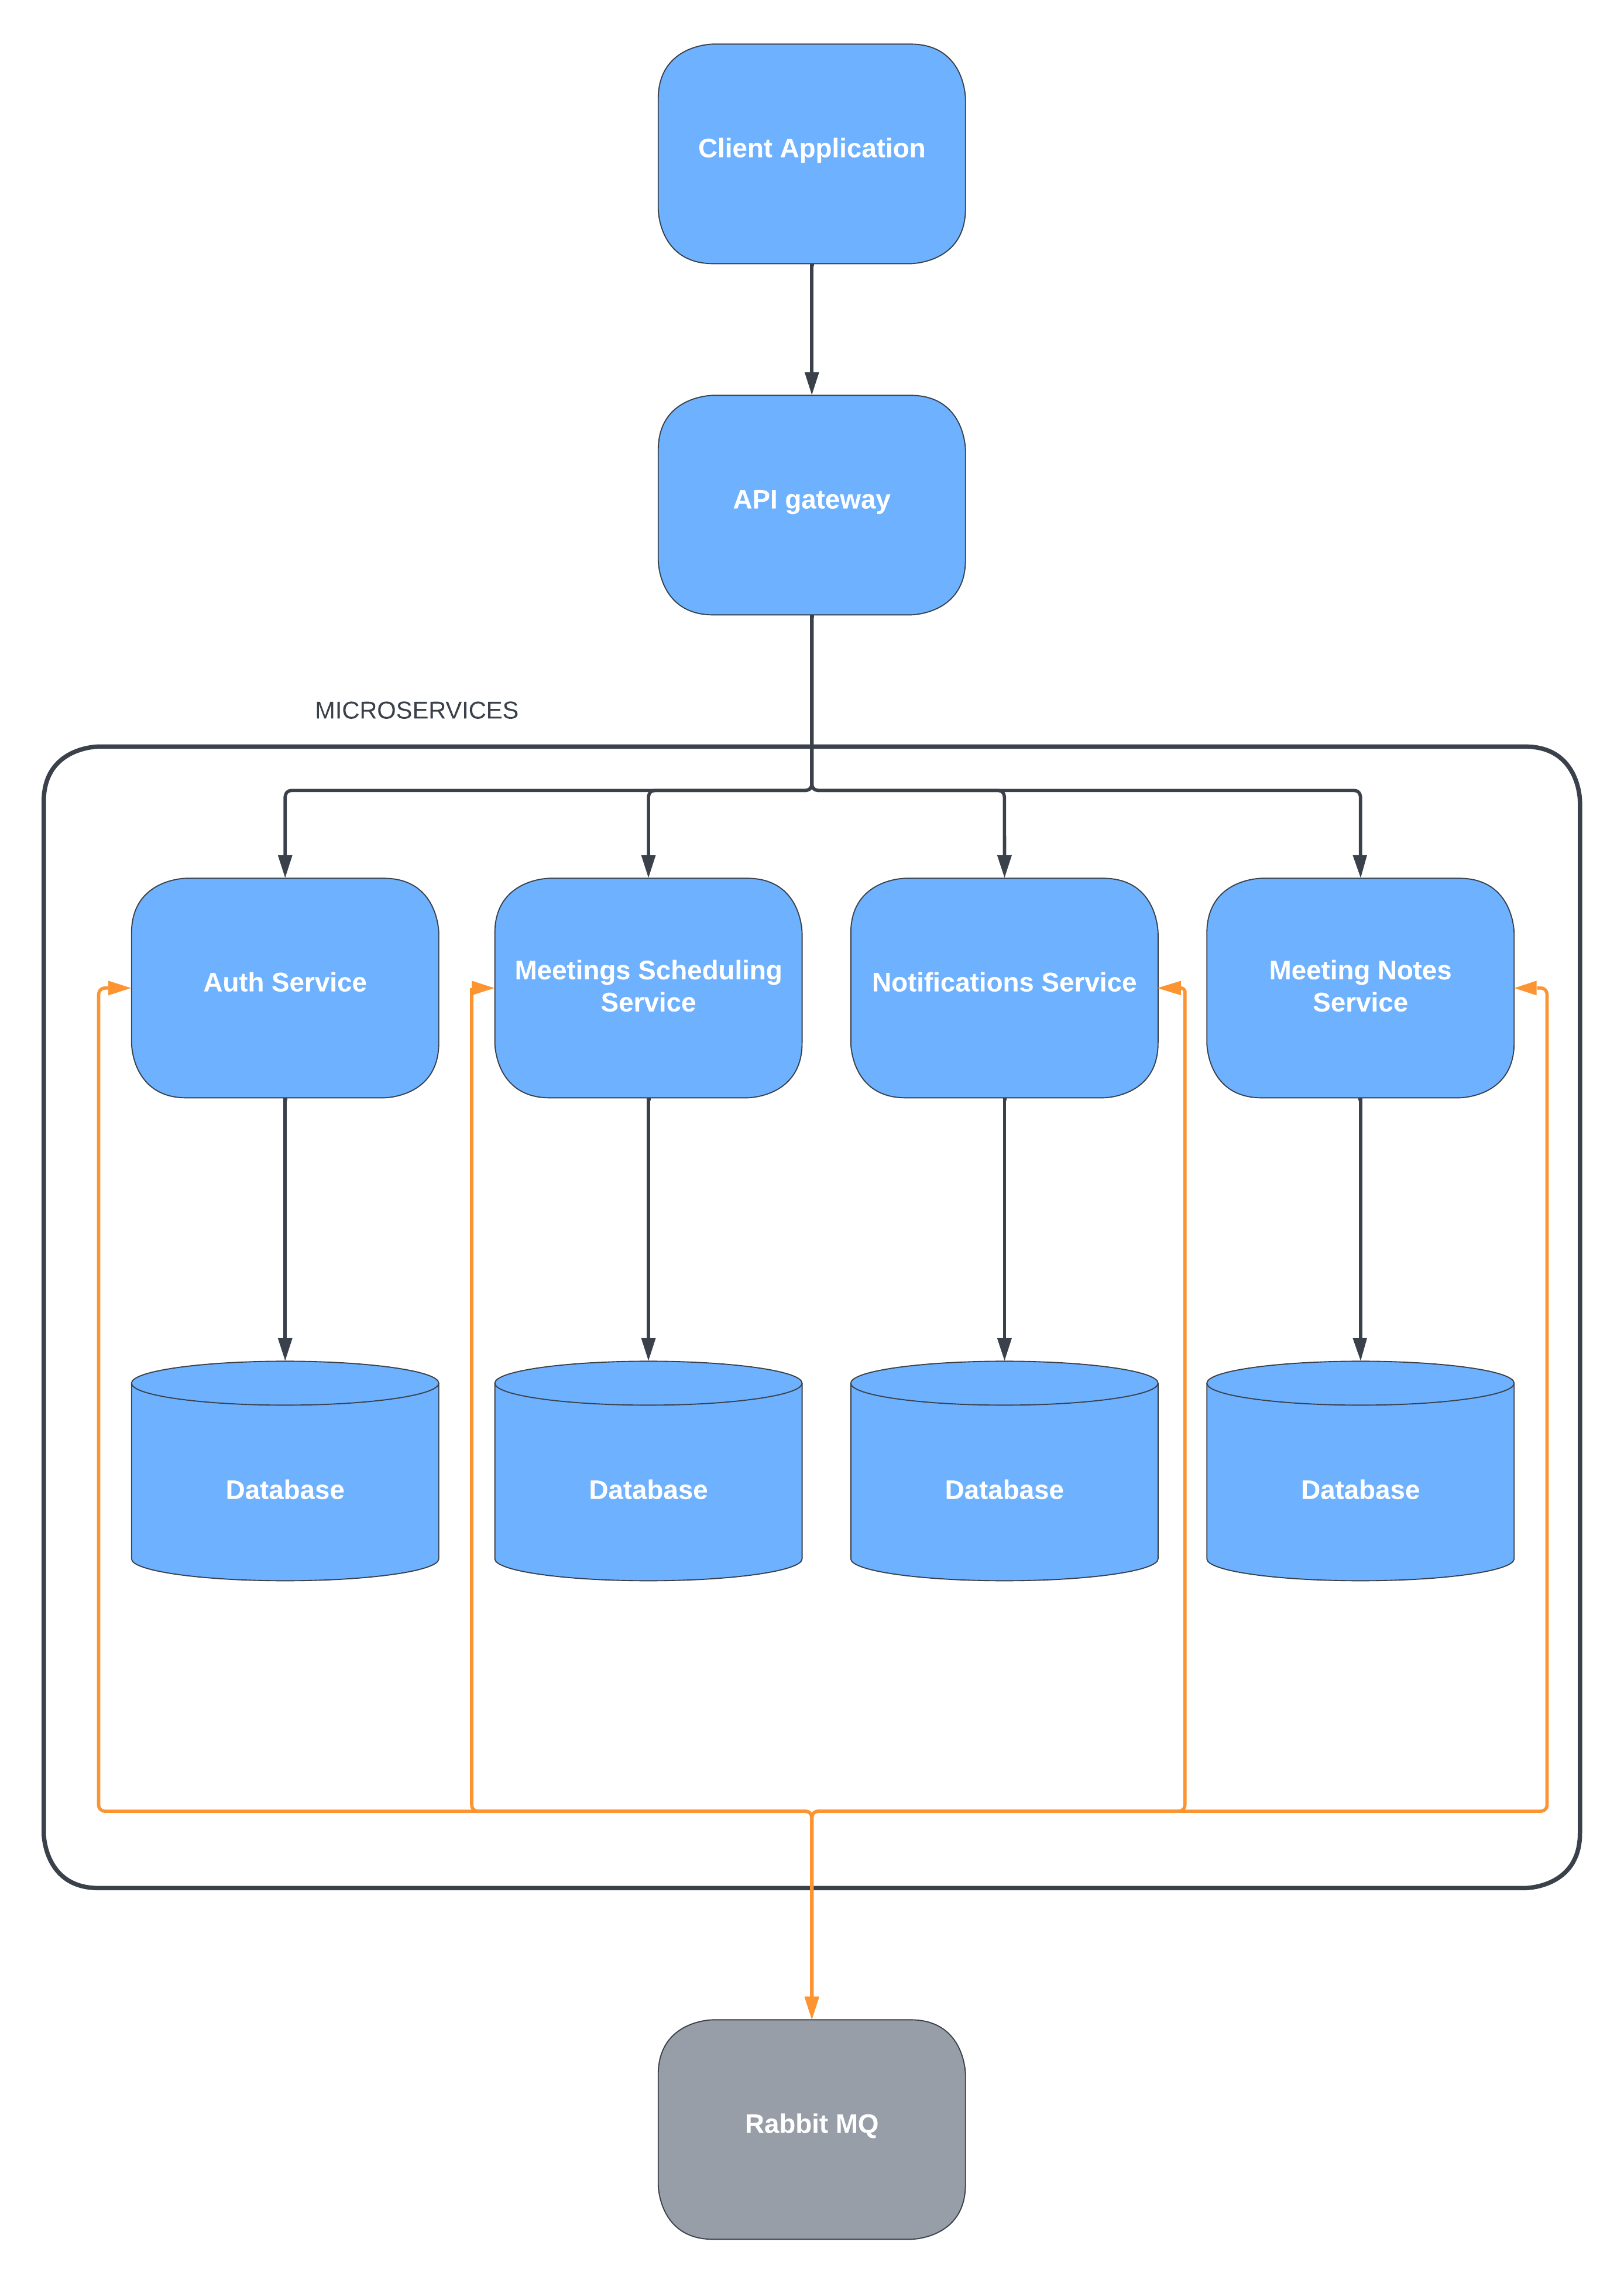 Client Application
API gateway
MICROSERVICES
Auth Service
Meetings Scheduling
Service
Notifications Service
Meeting Notes
Service
Database
Database
Database
Database
Rabbit MQ